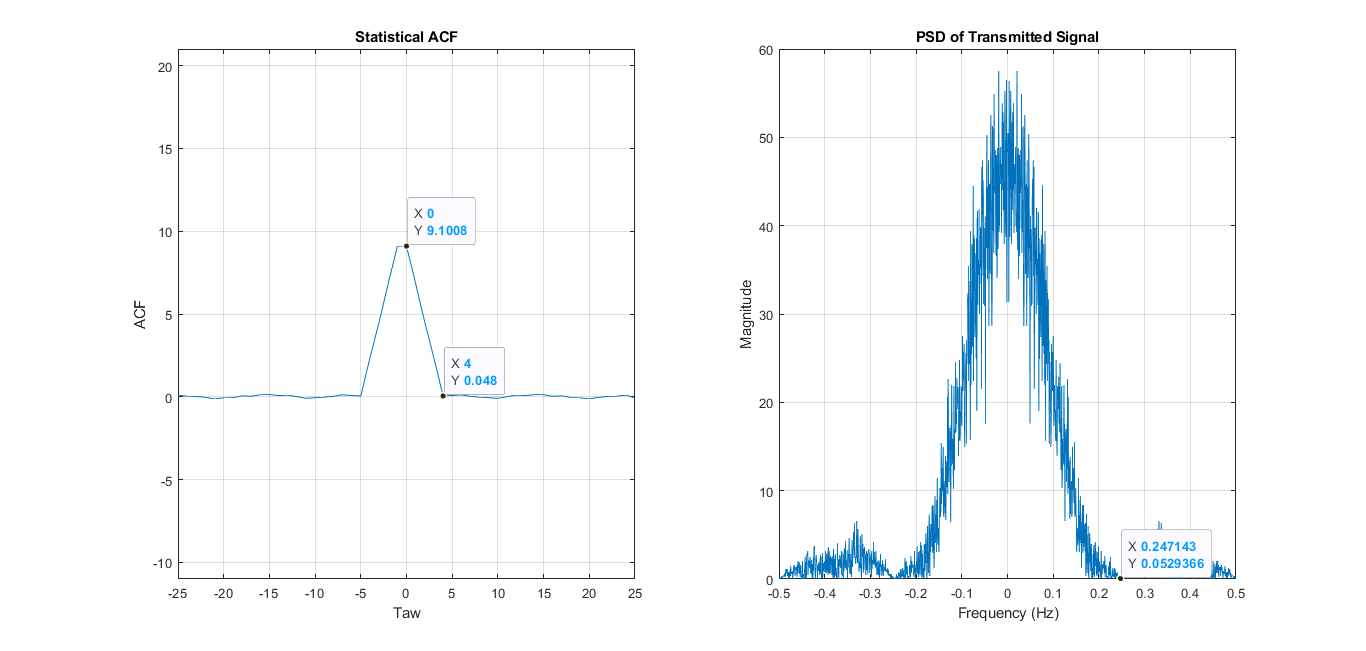 Statistical ACF
20
15
10
5
0
-5
-10
ACF
X 0
Y 9.1008
X 4
Y 0.048
-25 -20 -15 -10 -5 0 5 10 15 20 25
Taw
PSD of Transmitted Signal
60
50
40
30
20
10
0
Magnitude
X 0.247143
Y 0.0529366
-0.5 -0.4 -0.3 -0.2 -0.1 0 0.1 0.2 0.3 0.4 0.5
Frequency (Hz)